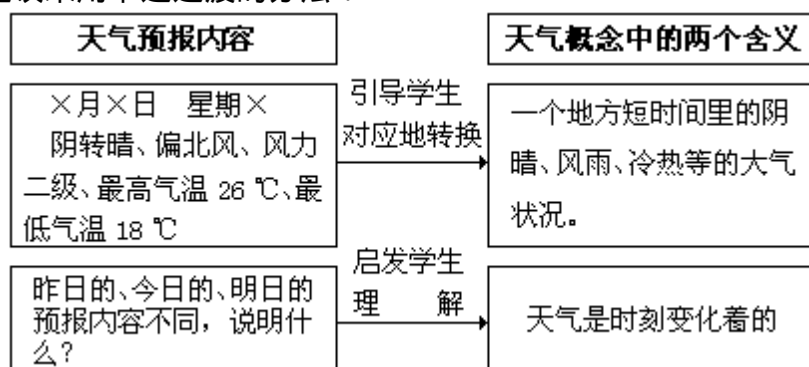 天气预报内容
天气概念中的两个含义
×月×日 星期×
阴转晴、偏北风、风力
二级、最高气温 26 ℃、最
低气温 18 ℃
引导学生
对应地转换
一个地方短时间里的阴
晴、风雨、冷热等的大气
状况。
昨日的、今日的、明日的
预报内容不同，说明什
么？
启发学生
理 解
天气是时刻变化着的